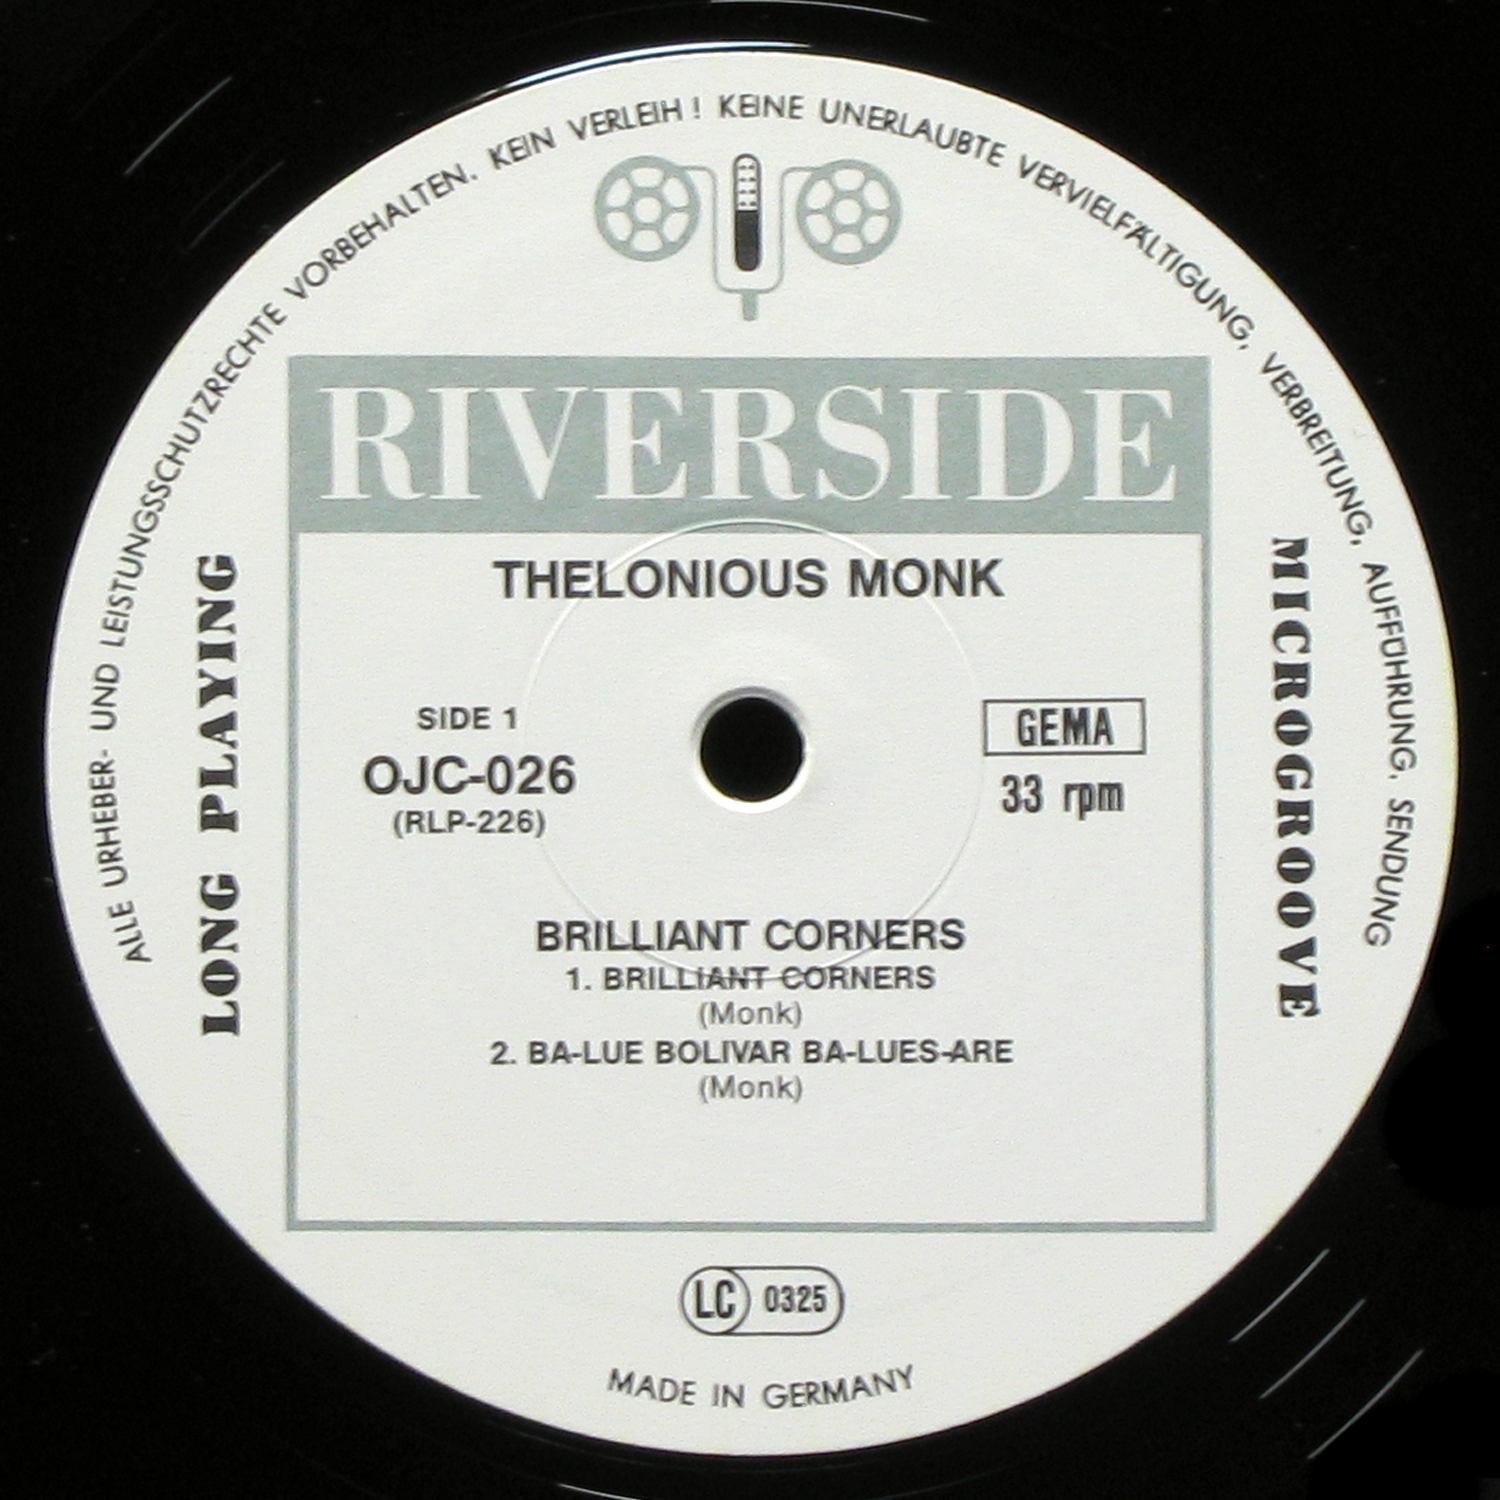 ALLE URHEBER- UND LEISTUNGSSCHUTZRECHTE VORBEHALTEN. KEIN VERLEIH! KEINE UNERLAUBTE VERVIELFÄLTIGUNG, VERBREITUNG, AUFFÜHRUNG, SENDUNG
RIVERSIDE
LONG PLAYING
MICROGROOVE
THELONIOUS MONK
SIDE 1
OJC-026
(RLP-226)
GEMA
33 rpm
BRILLIANT CORNERS
1. BRILLIANT CORNERS
(Monk)
2. BA-LUE BOLIVAR BA-LUES-ARE
(Monk)
LC 0325
MADE IN GERMANY